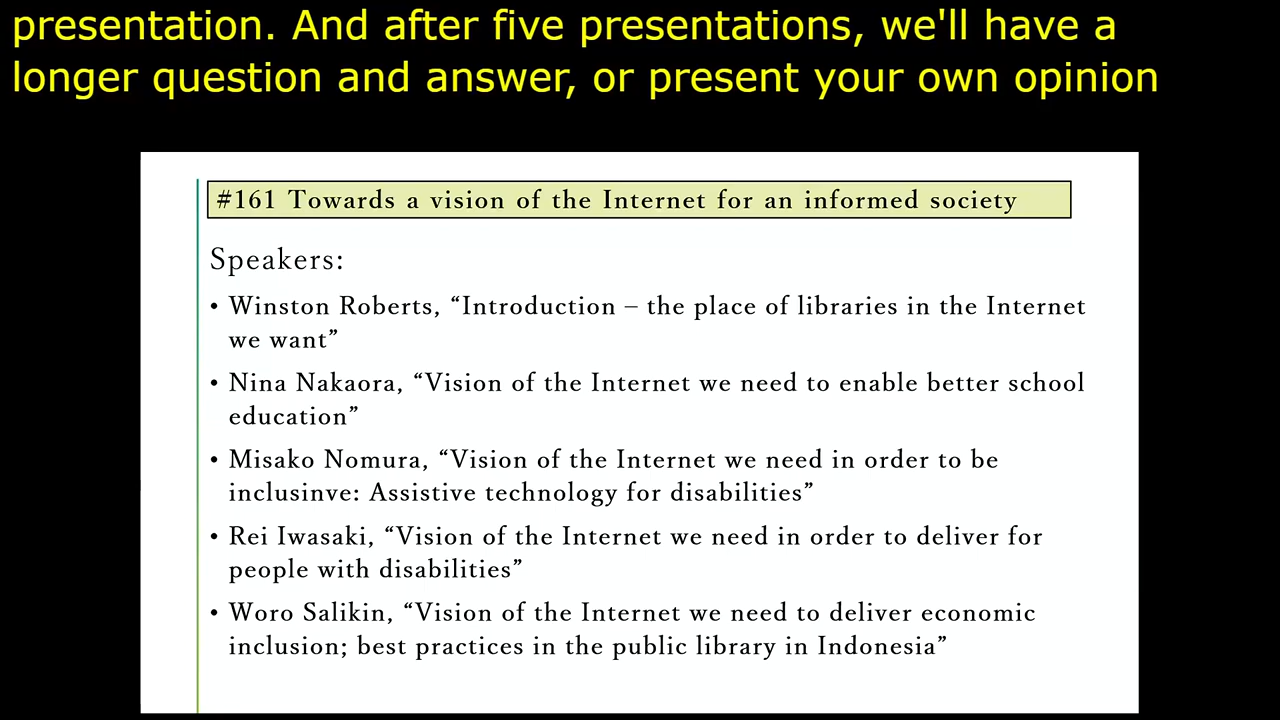 presentation. And after five presentations, we'll have a
longer question and answer, or present your own opinion
#161 Towards a vision of the Internet for an informed society
Speakers:
• Winston Roberts, “Introduction – the place of libraries in the Internet
we want”
• Nina Nakaora, “Vision of the Internet we need to enable better school
education”
• Misako Nomura, “Vision of the Internet we need in order to be
inclusinve: Assistive technology for disabilities”
• Rei Iwasaki, “Vision of the Internet we need in order to deliver for
people with disabilities”
• Woro Salikin, “Vision of the Internet we need to deliver economic
inclusion; best practices in the public library in Indonesia”